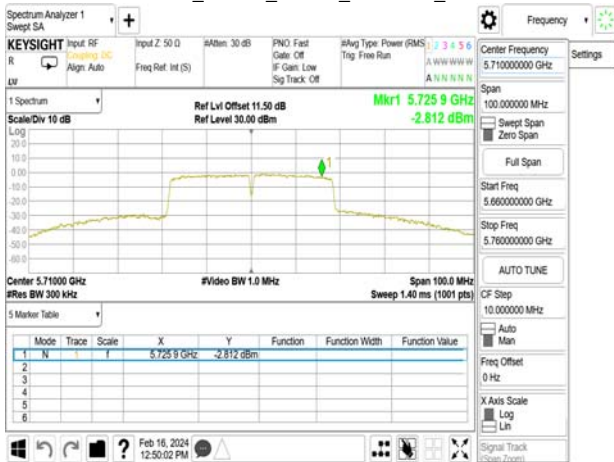 Spectrum Analyzer 1
Swept SA
+
Frequency
KEYSIGHT
Input: RF
Coupling: DC
Align: Auto
Input Z: 50 Ω
Freq Ref: Int (S)
#Atten: 30 dB
PNO: Fast
Gate: Off
IF Gain: Low
Sig Track: Off
#Avg Type: Power (RMS
Trig: Free Run
1 2 3 4 5 6
A WW WWW
A N N N N N
R
LV
Center Frequency
5.710000000 GHz
Settings
Span
100.000000 MHz
Swept Span
Zero Span
Full Span
Start Freq
5.660000000 GHz
Stop Freq
5.760000000 GHz
AUTO TUNE
CF Step
10.000000 MHz
Auto
Man
Freq Offset
0 Hz
X Axis Scale
Log
Lin
Signal Track
(Span Zoom)
1 Spectrum
Scale/Div 10 dB
Ref Lvl Offset 11.50 dB
Ref Level 30.00 dBm
Mkr1 5.725 9 GHz
-2.812 dBm
Log
20.0
10.0
0.00
-10.0
-20.0
-30.0
-40.0
-50.0
-60.0
1
Center 5.71000 GHz
#Res BW 300 kHz
#Video BW 1.0 MHz
Span 100.0 MHz
Sweep 1.40 ms (1001 pts)
5 Marker Table
Mode Trace Scale X Y Function Function Width Function Value
1 N 1 f 5.725 9 GHz -2.812 dBm
2
3
4
5
6
?
Feb 16, 2024
12:50:02 PM